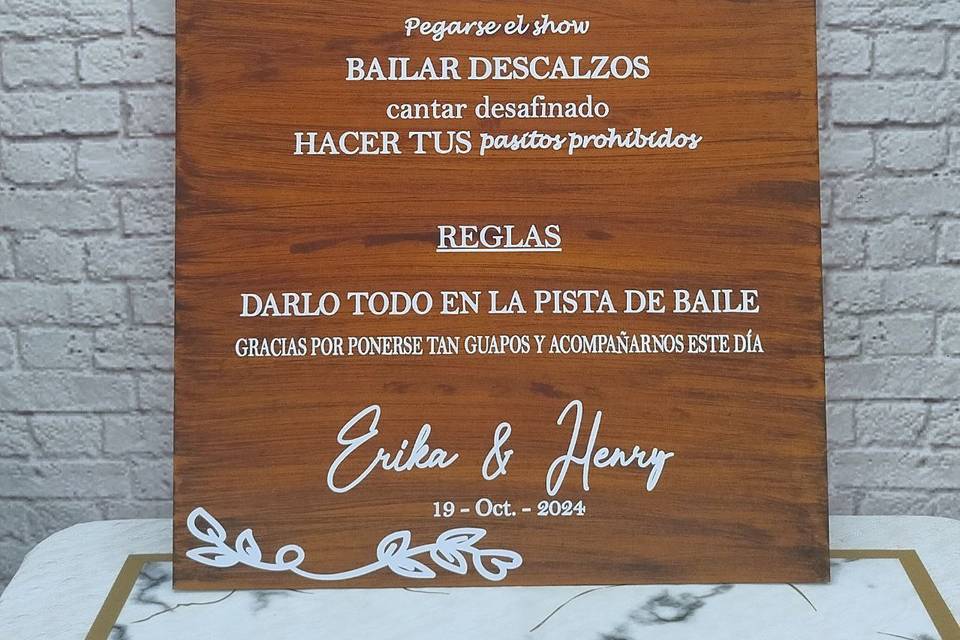 Pegarse el show
BAILAR DESCALZOS
cantar desafinado
HACER TUS pasitos prohibidos
REGLAS
DARLO TODO EN LA PISTA DE BAILE
GRACIAS POR PONERSE TAN GUAPOS Y ACOMPAÑARNOS ESTE DÍA
Erika & Henry
19 - Oct. - 2024